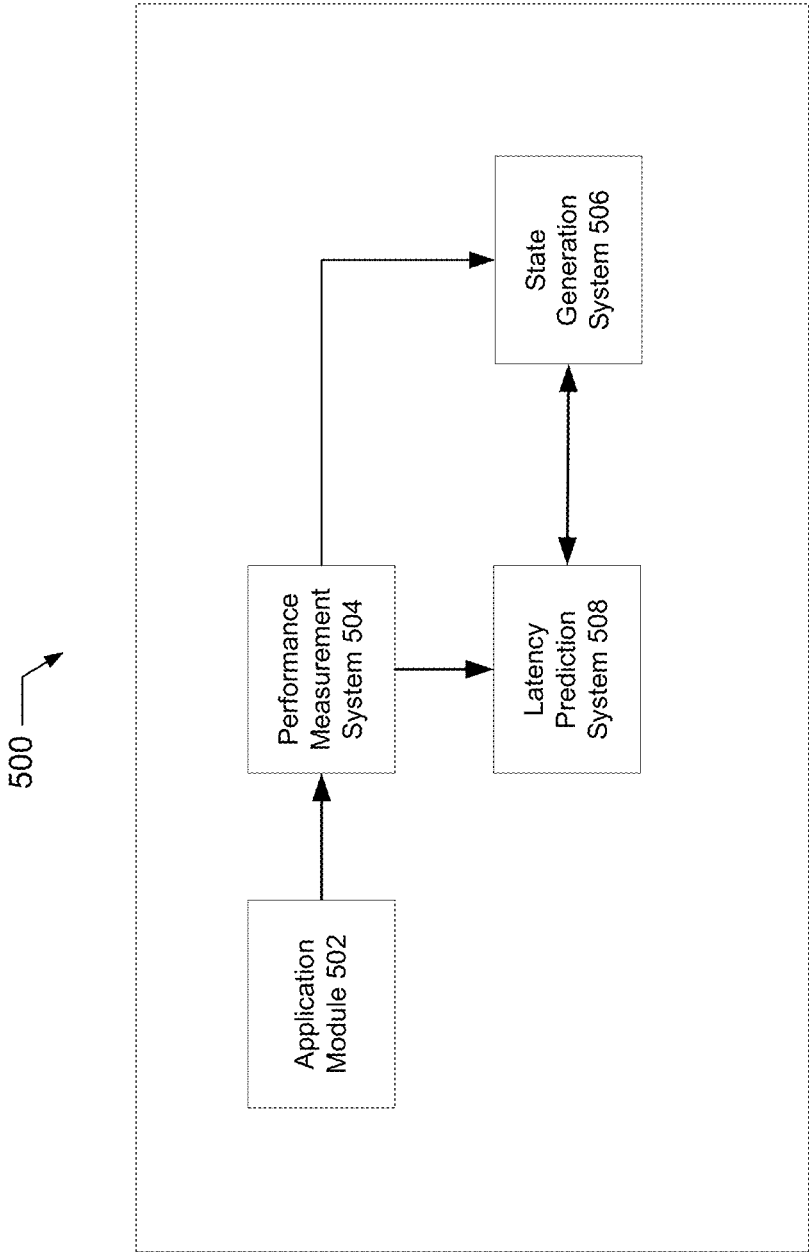 500
Application
Module 502
Performance
Measurement
System 504
Latency
Prediction
System 508
State
Generation
System 506